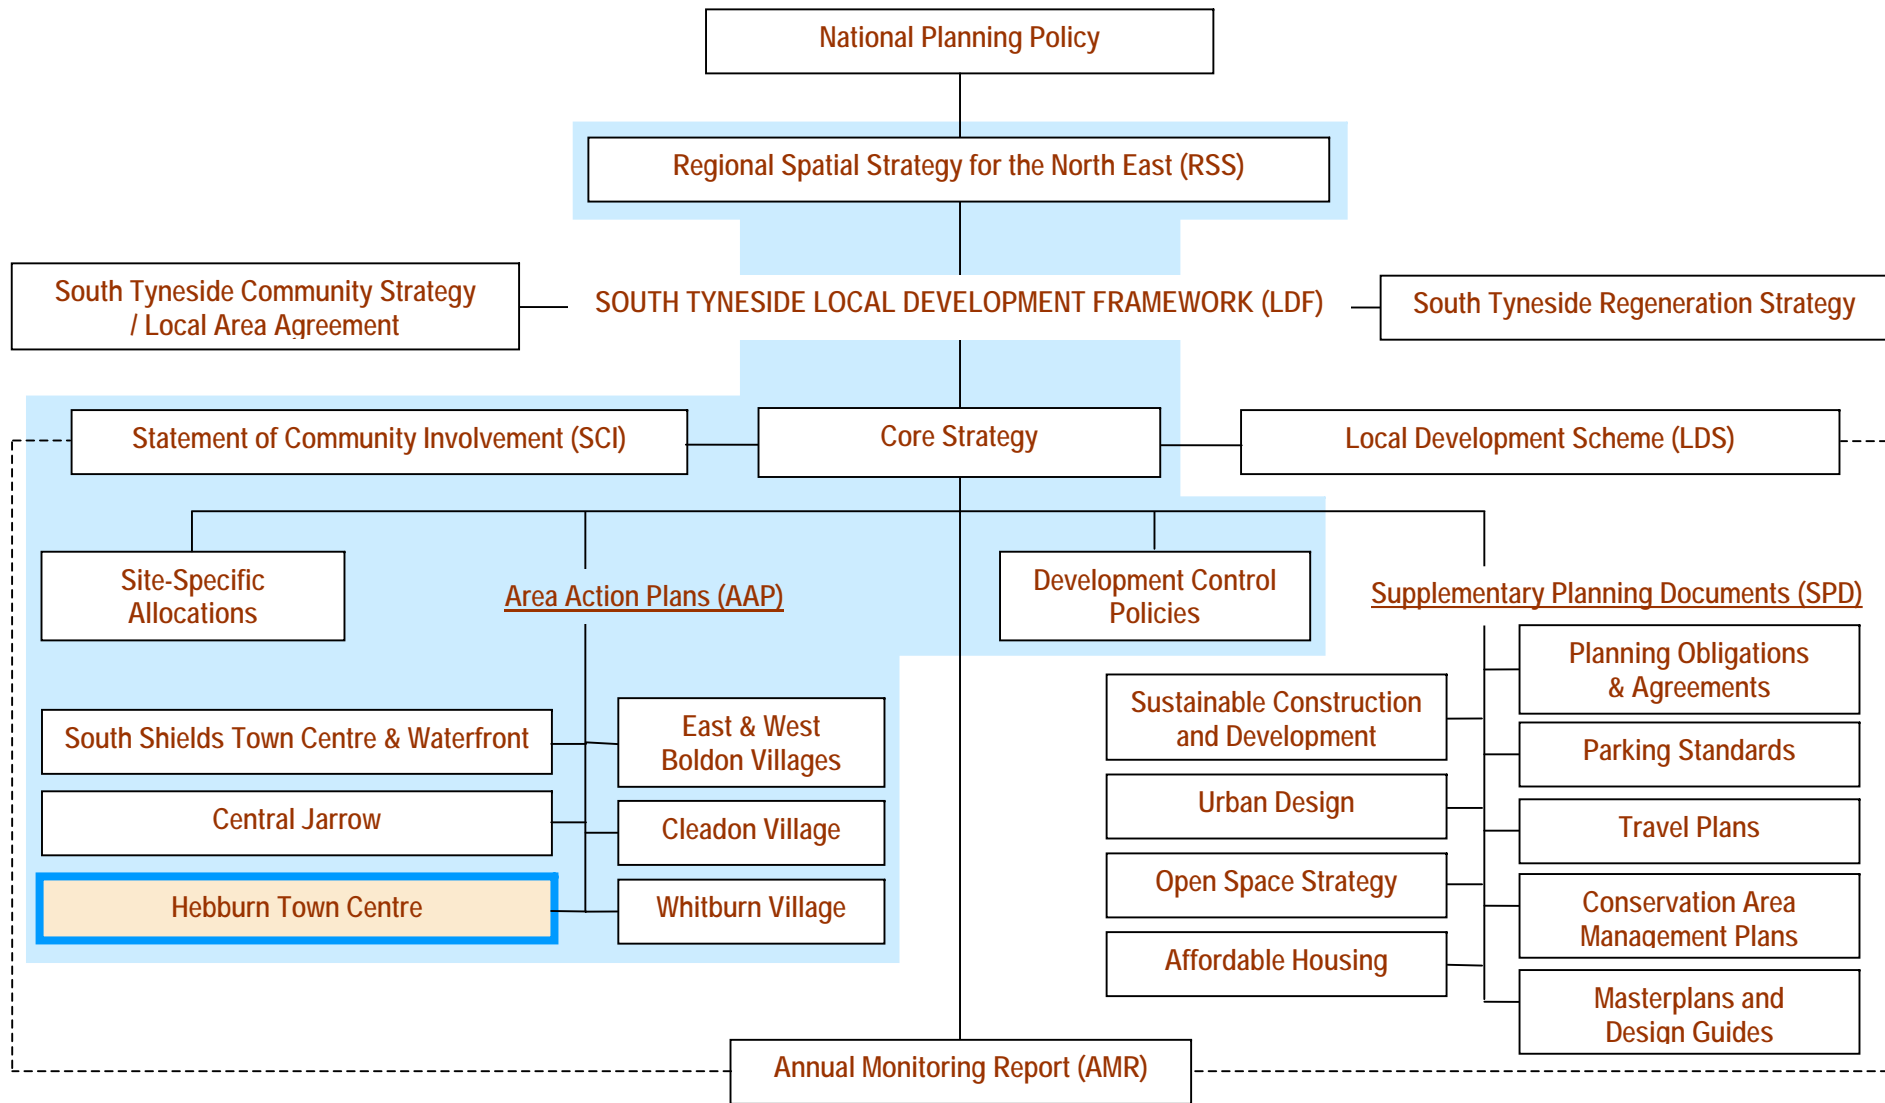 National Planning Policy
Regional Spatial Strategy for the North East (RSS)
South Tyneside Community Strategy
/ Local Area Agreement
SOUTH TYNESIDE LOCAL DEVELOPMENT FRAMEWORK (LDF)
South Tyneside Regeneration Strategy
Statement of Community Involvement (SCI)
Core Strategy
Local Development Scheme (LDS)
Site-Specific
Allocations
Area Action Plans (AAP)
Development Control
Policies
Supplementary Planning Documents (SPD)
South Shields Town Centre & Waterfront
Central Jarrow
Hebburn Town Centre
East & West
Boldon Villages
Cleadon Village
Whitburn Village
Sustainable Construction
and Development
Urban Design
Open Space Strategy
Affordable Housing
Planning Obligations
& Agreements
Parking Standards
Travel Plans
Conservation Area
Management Plans
Masterplans and
Design Guides
Annual Monitoring Report (AMR)